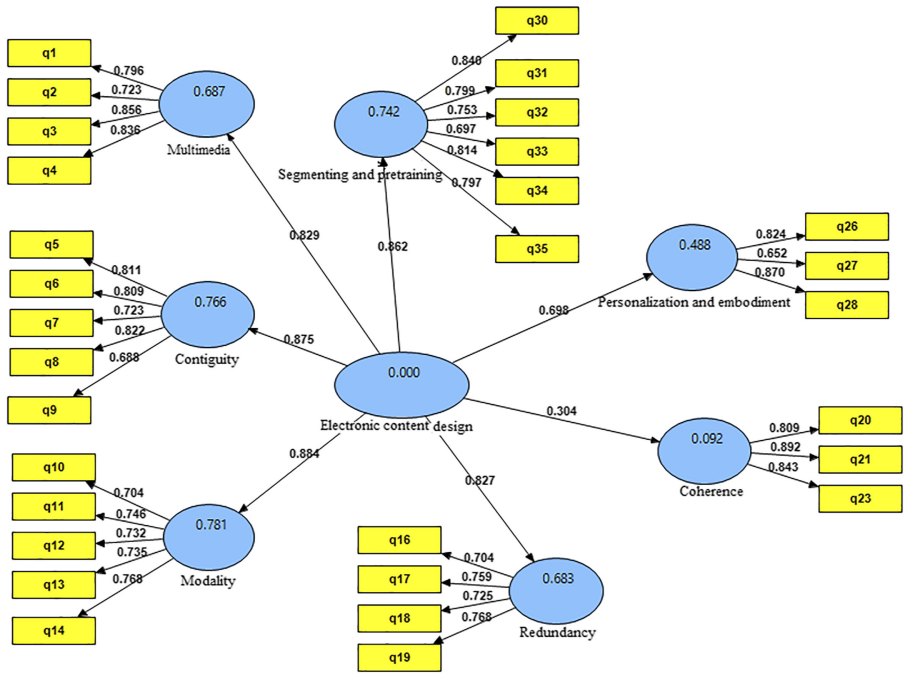 q30
q1
0.796
q2
0.723
q3
0.856
q4
0.836
0.687
Multimedia
0.840
q31
0.799
q32
0.753
q33
0.697
q34
0.814
0.797
q35
0.742
Segmenting and pretraining
0.829
0.862
q5
0.811
q6
0.809
q7
0.723
q8
0.822
q9
0.688
0.766
Contiguity
0.875
q26
0.824
q27
0.652
q28
0.870
0.488
Personalization and embodiment
0.698
0.000
Electronic content design
0.304
q20
0.809
q21
0.892
q23
0.843
0.092
Coherence
0.884
q10
0.704
q11
0.746
q12
0.732
q13
0.735
q14
0.768
0.781
Modality
0.827
q16
0.704
q17
0.759
q18
0.725
q19
0.768
0.683
Redundancy